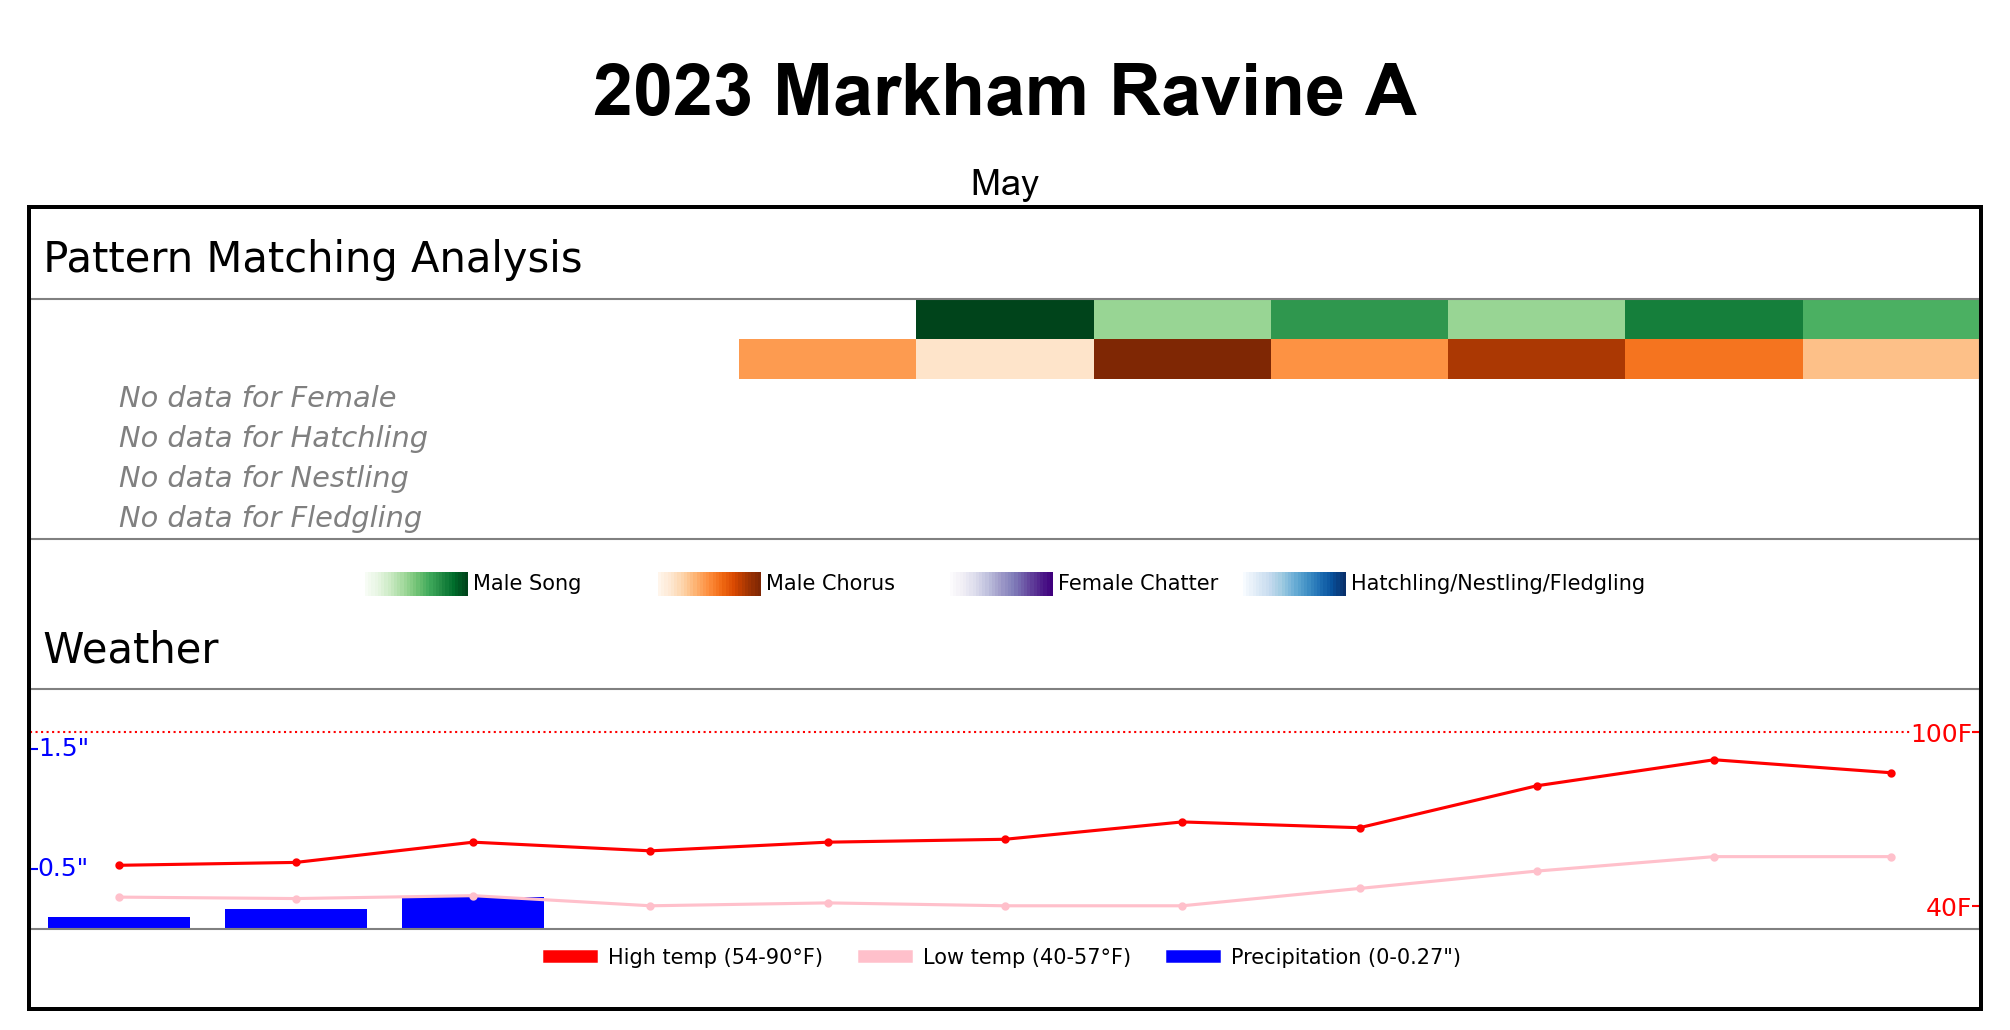 2023 Markham Ravine A
May
Pattern Matching Analysis
No data for Female
No data for Hatchling
No data for Nestling
No data for Fledgling
Male Song Male Chorus Female Chatter Hatchling/Nestling/Fledgling
Weather
1.5" 100F
0.5"
40F
High temp (54-90°F) Low temp (40-57°F) Precipitation (0-0.27")